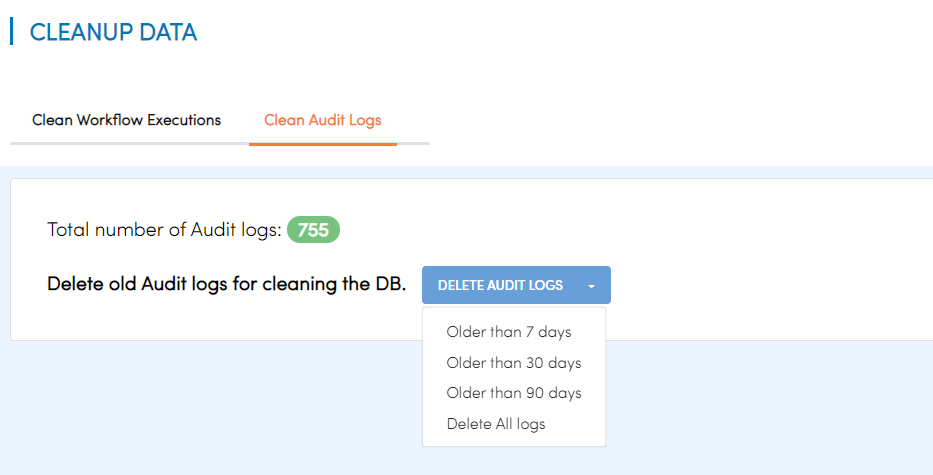 CLEANUP DATA
Clean Workflow Executions
Clean Audit Logs
Total number of Audit logs: 755
Delete old Audit logs for cleaning the DB.
DELETE AUDIT LOGS
Older than 7 days
Older than 30 days
Older than 90 days
Delete All logs